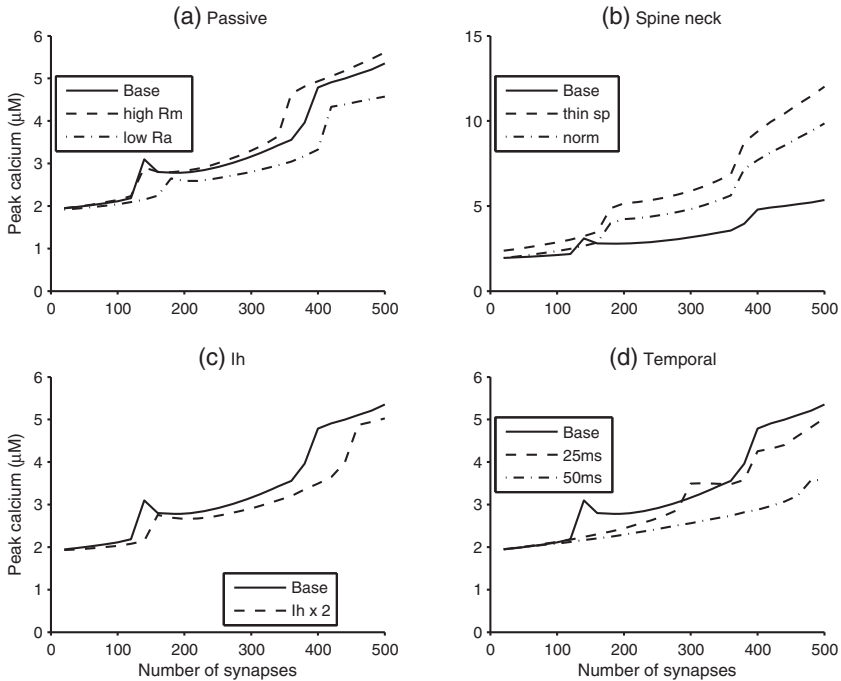 (a) Passive
Peak calcium (μM)
6
5
4
3
2
1
0
Base
high Rm
low Ra
0 100 200 300 400 500
(b) Spine neck
15
10
5
0
Base
thin sp
norm
0 100 200 300 400 500
(c) Ih
Peak calcium (μM)
6
5
4
3
2
1
0
Base
Ih x 2
0 100 200 300 400 500
Number of synapses
(d) Temporal
6
5
4
3
2
1
0
Base
25ms
50ms
0 100 200 300 400 500
Number of synapses